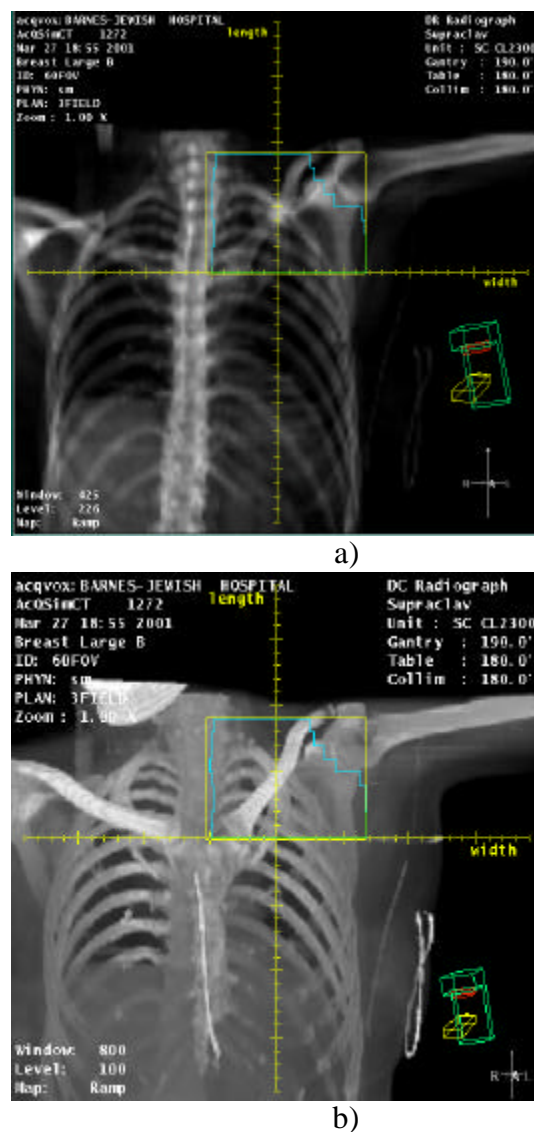 acqvox: BARNES-JEWISH HOSPITAL
AcQSimCT 1272
Mar 27 18:55 2001
Breast Large B
ID: 60FOV
PHYN: sm
PLAN: 3FIELD
Zoom: 1.00 %
length
DR Radiograph
Supraclav
Unit : SC CL2300
Gantry : 190.0
Table : 180.0
Collim : 180.0
width
Window: 425
Level: 226
Map: Ramp
A
a)
acqvox: BARNES-JEWISH HOSPITAL
AcQSimCT 1272
Mar 27 18:55 2001
Breast Large B
ID: 60FOV
PHYN: sm
PLAN: 3FIELD
Zoom: 1.00 %
length
DC Radiograph
Supraclav
Unit : SC CL2300
Gantry : 190.0
Table : 180.0
Collim : 180.0
width
Window: 800
Level: 100
Map: Ramp
R A L
b)